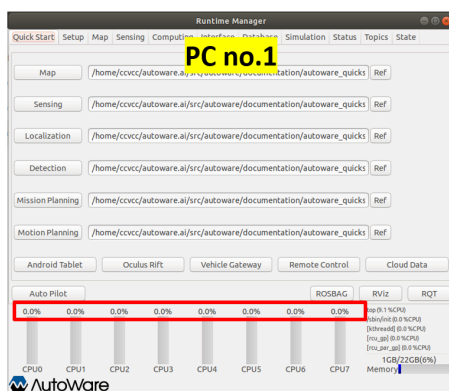 Runtime Manager
Quick Start Setup Map Sensing Computing Interface Database Simulation Status Topics State
PC no.1
Map /home/ccvcc/autoware.ai/src/autoware/documentation/autoware_quicks Ref
Sensing /home/ccvcc/autoware.ai/src/autoware/documentation/autoware_quicks Ref
Localization /home/ccvcc/autoware.ai/src/autoware/documentation/autoware_quicks Ref
Detection /home/ccvcc/autoware.ai/src/autoware/documentation/autoware_quicks Ref
Mission Planning /home/ccvcc/autoware.ai/src/autoware/documentation/autoware_quicks Ref
Motion Planning /home/ccvcc/autoware.ai/src/autoware/documentation/autoware_quicks Ref
Android Tablet Oculus Rift Vehicle Gateway Remote Control Cloud Data
Auto Pilot ROSBAG RViz RQT
0.0% 0.0% 0.0% 0.0% 0.0% 0.0% 0.0% 0.0%
top (9.1 %CPU)
/sbin/init (0.0 %CPU)
[kthreadd] (0.0 %CPU)
[rcu_gp] (0.0 %CPU)
[rcu_par_gp] (0.0 %CPU)
1GB/22GB(6%)
CPU0 CPU1 CPU2 CPU3 CPU4 CPU5 CPU6 CPU7 Memory
AutoWare